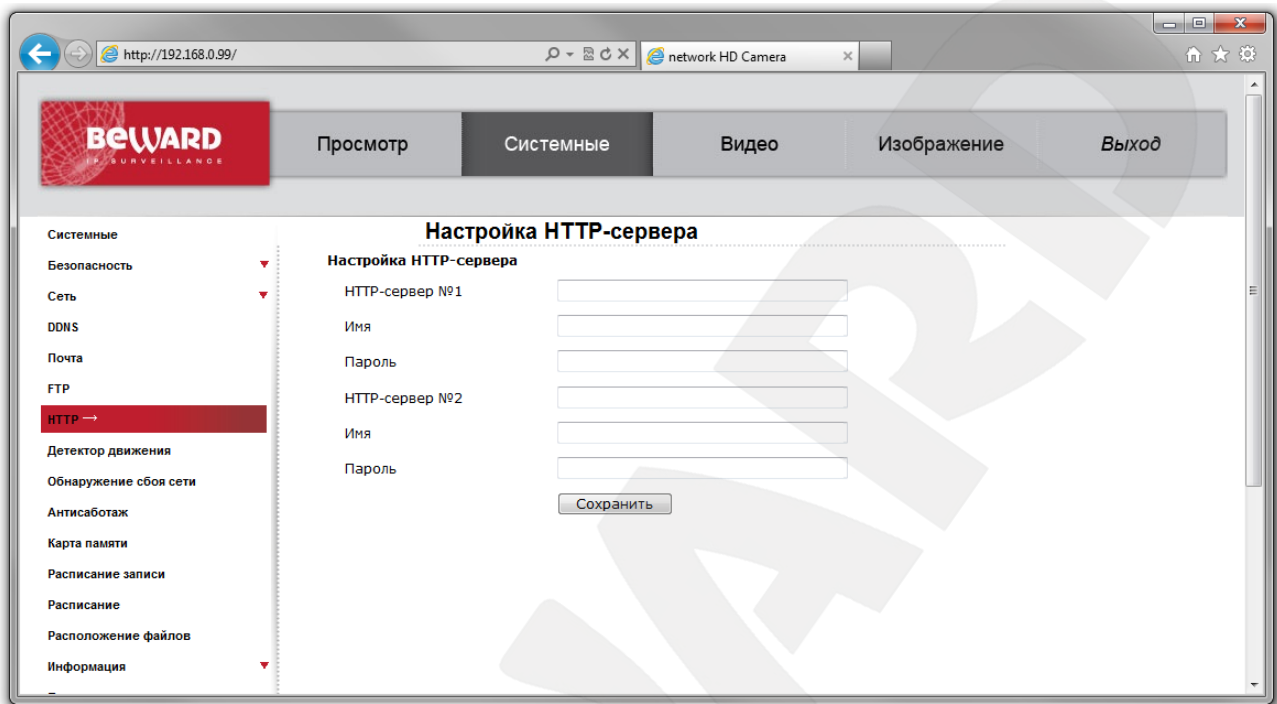 http://192.168.0.99/
network HD Camera
BEWARD
IP SURVEILLANCE
Просмотр
Системные
Видео
Изображение
Выход
Системные
Безопасность
Сеть
DDNS
Почта
FTP
HTTP →
Детектор движения
Обнаружение сбоя сети
Антисаботаж
Карта памяти
Расписание записи
Расписание
Расположение файлов
Информация
Настройка HTTP-сервера
Настройка HTTP-сервера
HTTP-сервер №1
Имя
Пароль
HTTP-сервер №2
Имя
Пароль
Сохранить